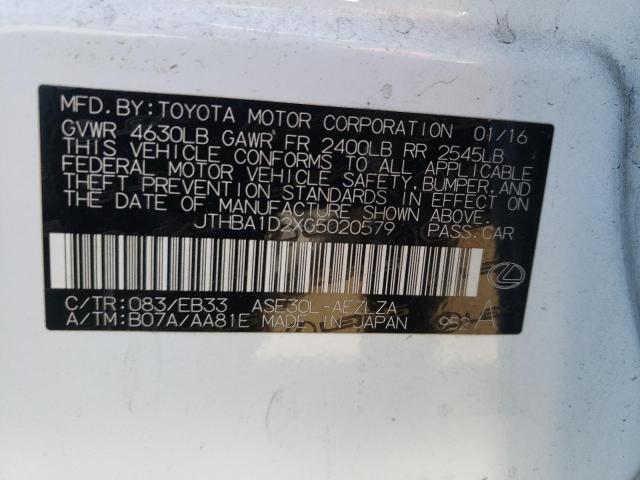 MFD. BY: TOYOTA MOTOR CORPORATION 01/16
GVWR 4630LB GAWR FR 2400LB RR 2545LB
THIS VEHICLE CONFORMS TO ALL APPLICABLE
FEDERAL MOTOR VEHICLE SAFETY, BUMPER, AND
THEFT PREVENTION STANDARDS IN EFFECT ON
THE DATE OF MANUFACTURE SHOWN ABOVE.
JTHBA1D2XG5020579 PASS.CAR
C/TR: 083/EB33 ASE30L-AEZLZA
A/TM: B07A/AA81E MADE IN JAPAN 952 A